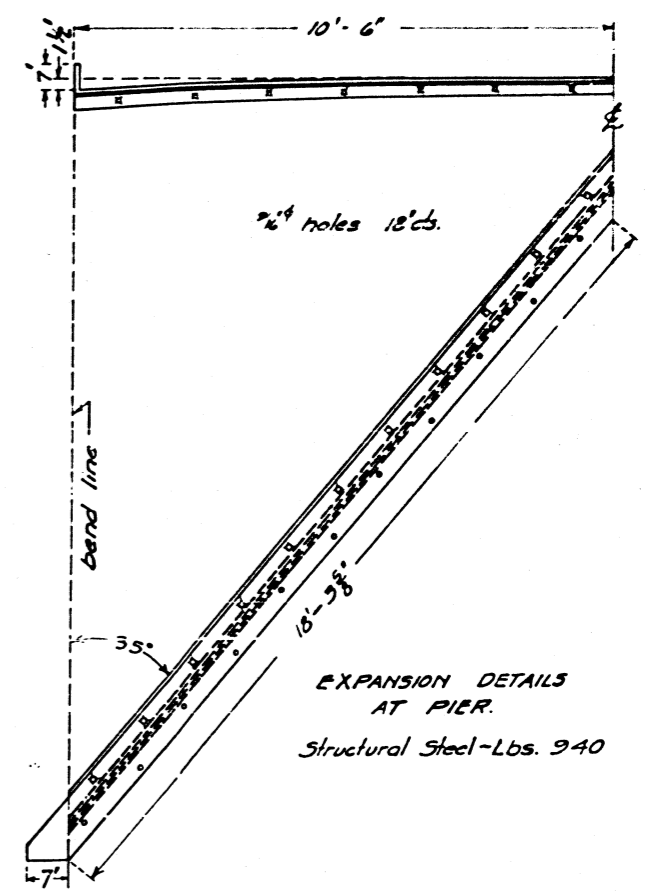 10'- 6"
1½"
7"
℄
9/16"φ holes 12"cts.
bend line
35°
18'- 3⅝"
EXPANSION DETAILS
AT PIER.
Structural Steel~Lbs. 940
7"